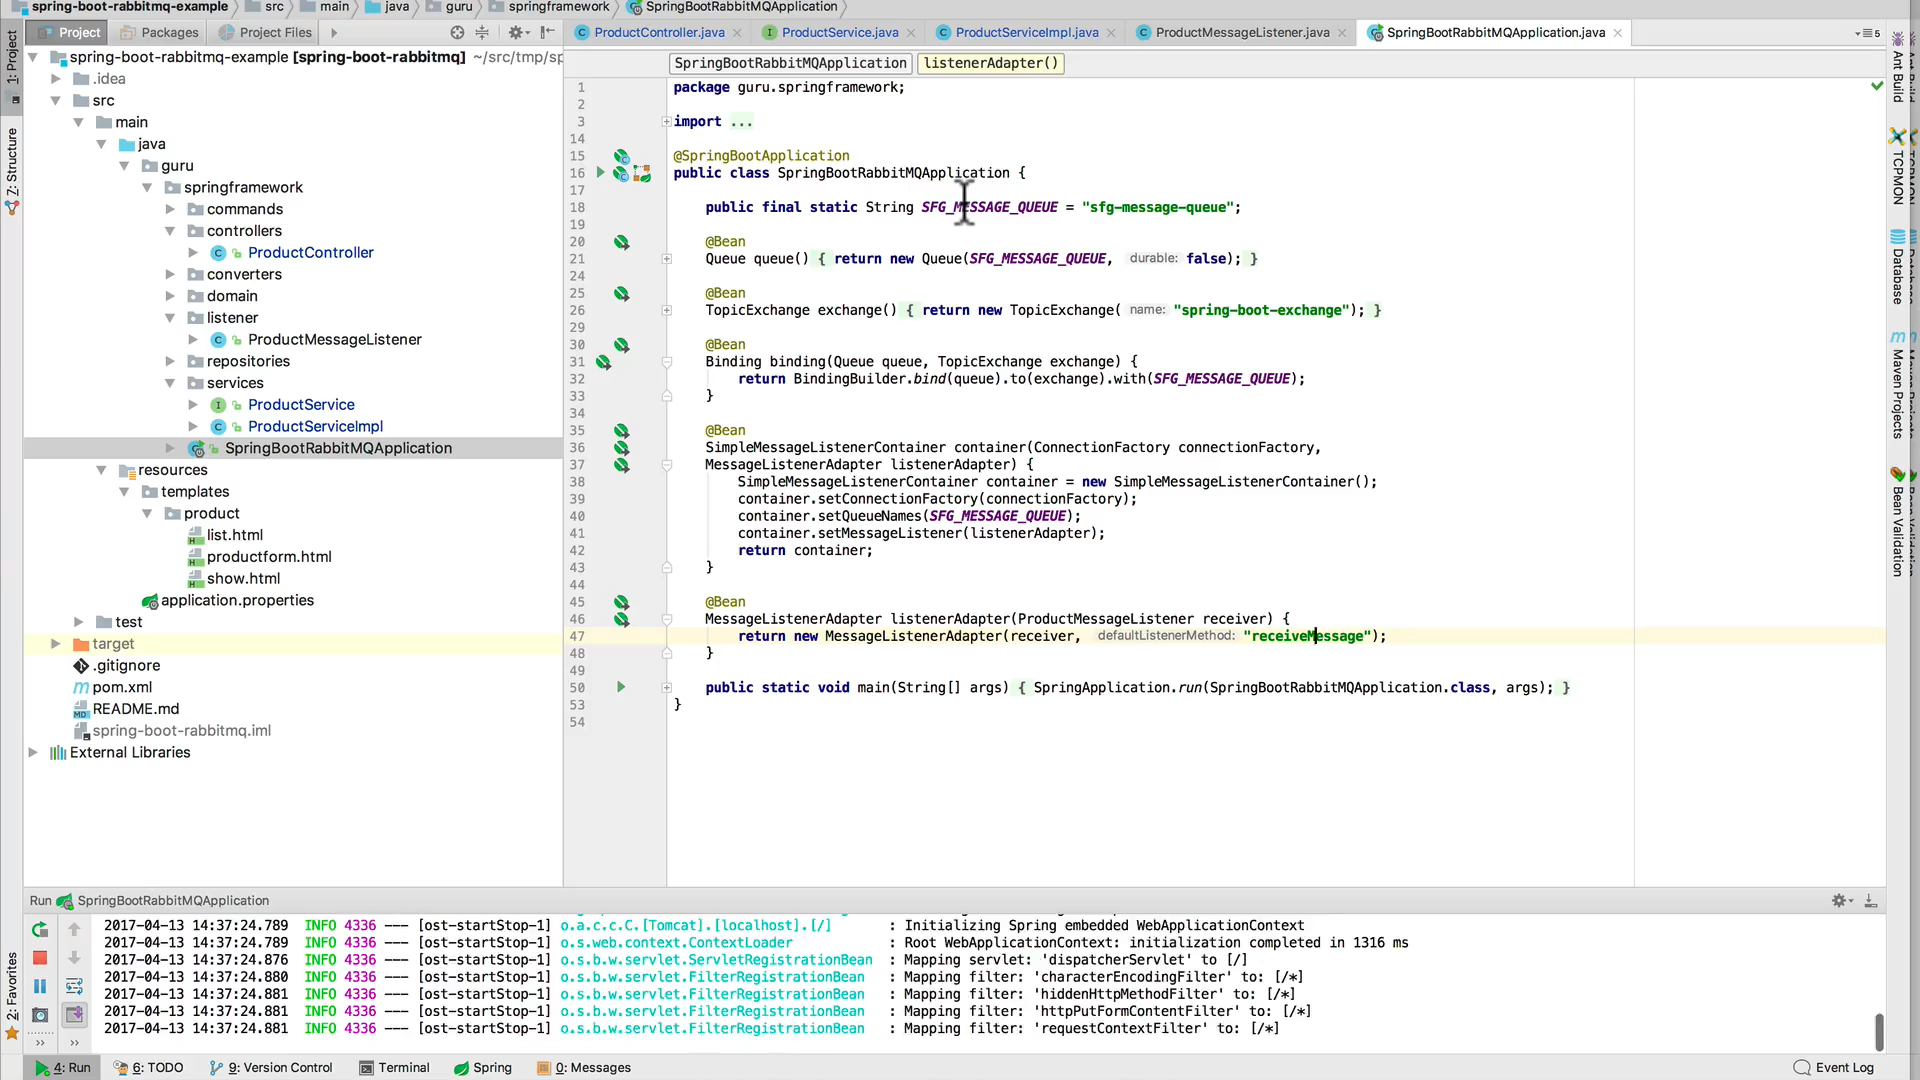 spring-boot-rabbitmq-example src main java guru springframework SpringBootRabbitMQApplication
Project Packages Project Files
ProductController.java ProductService.java ProductServiceImpl.java ProductMessageListener.java SpringBootRabbitMQApplication.java
5
1: Project
Z: Structure
2: Favorites
spring-boot-rabbitmq-example [spring-boot-rabbitmq] ~/src/tmp/sp
.idea
src
main
java
guru
springframework
commands
controllers
ProductController
converters
domain
listener
ProductMessageListener
repositories
services
ProductService
ProductServiceImpl
SpringBootRabbitMQApplication
resources
templates
product
list.html
productform.html
show.html
application.properties
test
target
.gitignore
pom.xml
README.md
spring-boot-rabbitmq.iml
External Libraries
SpringBootRabbitMQApplication listenerAdapter()
1 package guru.springframework;
2
3 import ...
14
15 @SpringBootApplication
16 public class SpringBootRabbitMQApplication {
17
18 public final static String SFG_MESSAGE_QUEUE = "sfg-message-queue";
19
20 @Bean
21 Queue queue() { return new Queue(SFG_MESSAGE_QUEUE, durable: false); }
24
25 @Bean
26 TopicExchange exchange() { return new TopicExchange( name: "spring-boot-exchange"); }
29
30 @Bean
31 Binding binding(Queue queue, TopicExchange exchange) {
32 return BindingBuilder.bind(queue).to(exchange).with(SFG_MESSAGE_QUEUE);
33 }
34
35 @Bean
36 SimpleMessageListenerContainer container(ConnectionFactory connectionFactory,
37 MessageListenerAdapter listenerAdapter) {
38 SimpleMessageListenerContainer container = new SimpleMessageListenerContainer();
39 container.setConnectionFactory(connectionFactory);
40 container.setQueueNames(SFG_MESSAGE_QUEUE);
41 container.setMessageListener(listenerAdapter);
42 return container;
43 }
44
45 @Bean
46 MessageListenerAdapter listenerAdapter(ProductMessageListener receiver) {
47 return new MessageListenerAdapter(receiver, defaultListenerMethod: "receiveMessage");
48 }
49
50 public static void main(String[] args) { SpringApplication.run(SpringBootRabbitMQApplication.class, args); }
53 }
54
Ant Build
TCPMON
Database
Maven Projects
Bean Validation
Run SpringBootRabbitMQApplication
2017-04-13 14:37:24.789 INFO 4336 --- [ost-startStop-1] o.a.c.c.C.[Tomcat].[localhost].[/] : Initializing Spring embedded WebApplicationContext
2017-04-13 14:37:24.789 INFO 4336 --- [ost-startStop-1] o.s.web.context.ContextLoader : Root WebApplicationContext: initialization completed in 1316 ms
2017-04-13 14:37:24.876 INFO 4336 --- [ost-startStop-1] o.s.b.w.servlet.ServletRegistrationBean : Mapping servlet: 'dispatcherServlet' to [/]
2017-04-13 14:37:24.880 INFO 4336 --- [ost-startStop-1] o.s.b.w.servlet.FilterRegistrationBean : Mapping filter: 'characterEncodingFilter' to: [/*]
2017-04-13 14:37:24.881 INFO 4336 --- [ost-startStop-1] o.s.b.w.servlet.FilterRegistrationBean : Mapping filter: 'hiddenHttpMethodFilter' to: [/*]
2017-04-13 14:37:24.881 INFO 4336 --- [ost-startStop-1] o.s.b.w.servlet.FilterRegistrationBean : Mapping filter: 'httpPutFormContentFilter' to: [/*]
2017-04-13 14:37:24.881 INFO 4336 --- [ost-startStop-1] o.s.b.w.servlet.FilterRegistrationBean : Mapping filter: 'requestContextFilter' to: [/*]
4: Run 6: TODO 9: Version Control Terminal Spring 0: Messages Event Log